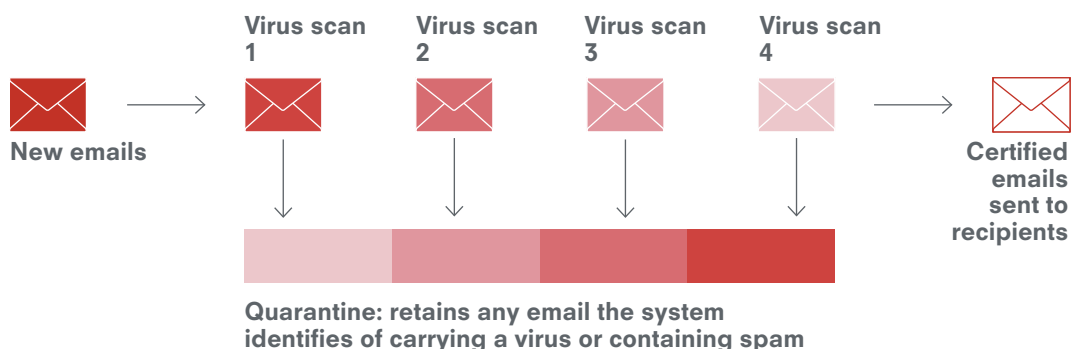 Virus scan
1
Virus scan
2
Virus scan
3
Virus scan
4
New emails
Certified
emails
sent to
recipients
Quarantine: retains any email the system
identifies of carrying a virus or containing spam